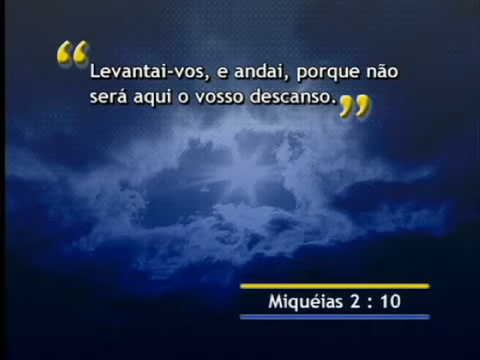 “Levantai-vos, e andai, porque não
será aqui o vosso descanso.”
Miquéias 2 : 10